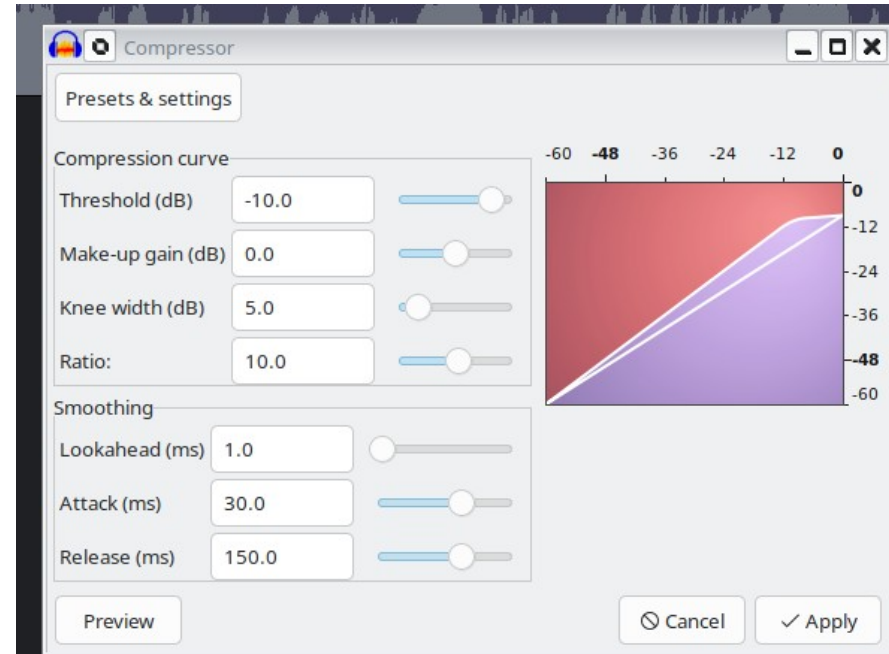 Compressor
Presets & settings
Compression curve
Threshold (dB) -10.0
Make-up gain (dB) 0.0
Knee width (dB) 5.0
Ratio: 10.0
Smoothing
Lookahead (ms) 1.0
Attack (ms) 30.0
Release (ms) 150.0
-60 -48 -36 -24 -12 0
0
-12
-24
-36
-48
-60
Preview
Cancel Apply